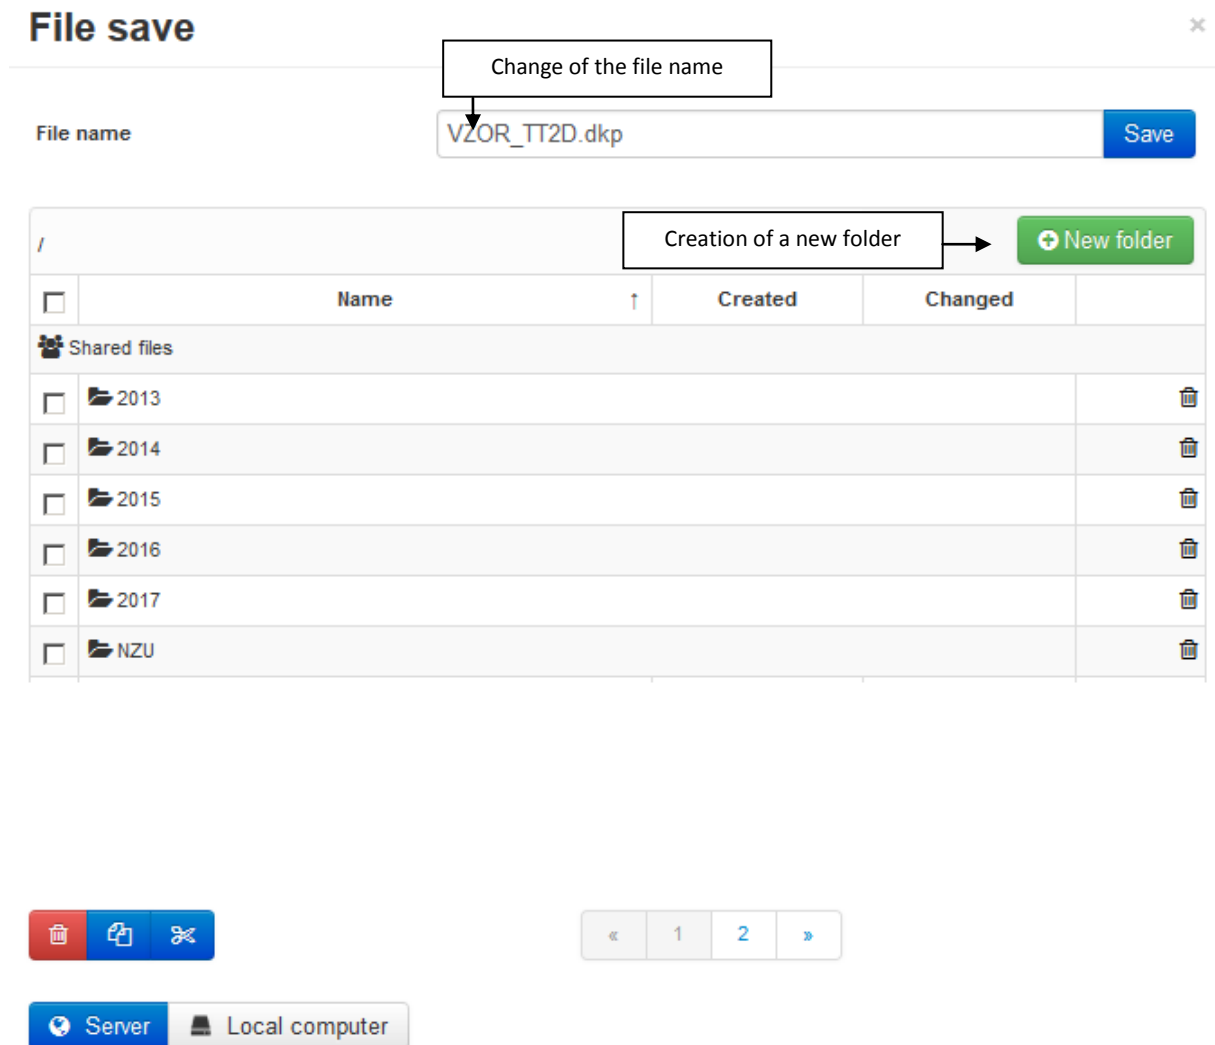 File save
×
Change of the file name
File name
VZOR_TT2D.dkp
Save
/
Creation of a new folder
New folder
Name ↑ Created Changed
Shared files
2013
2014
2015
2016
2017
NZU
« 1 2 »
Server Local computer